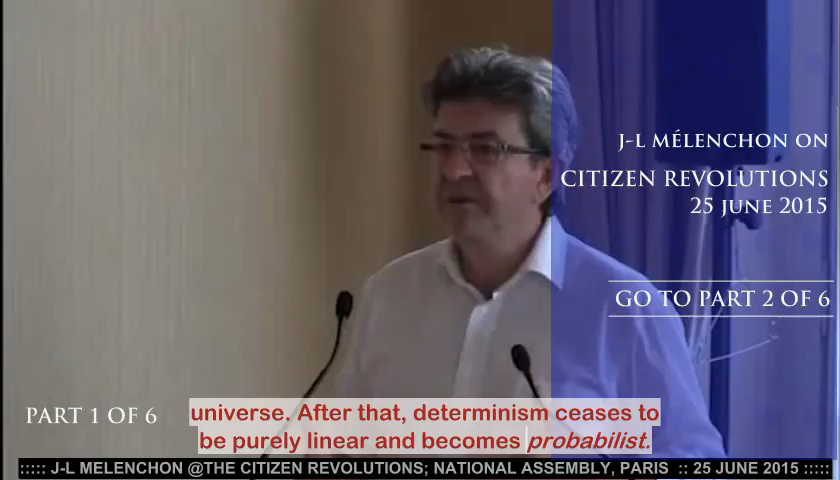 J-L MÉLENCHON ON
CITIZEN REVOLUTIONS
25 JUNE 2015
GO TO PART 2 OF 6
PART 1 OF 6
universe. After that, determinism ceases to
be purely linear and becomes probabilist.
::::: J-L MELENCHON @THE CITIZEN REVOLUTIONS; NATIONAL ASSEMBLY, PARIS :: 25 JUNE 2015 :::::